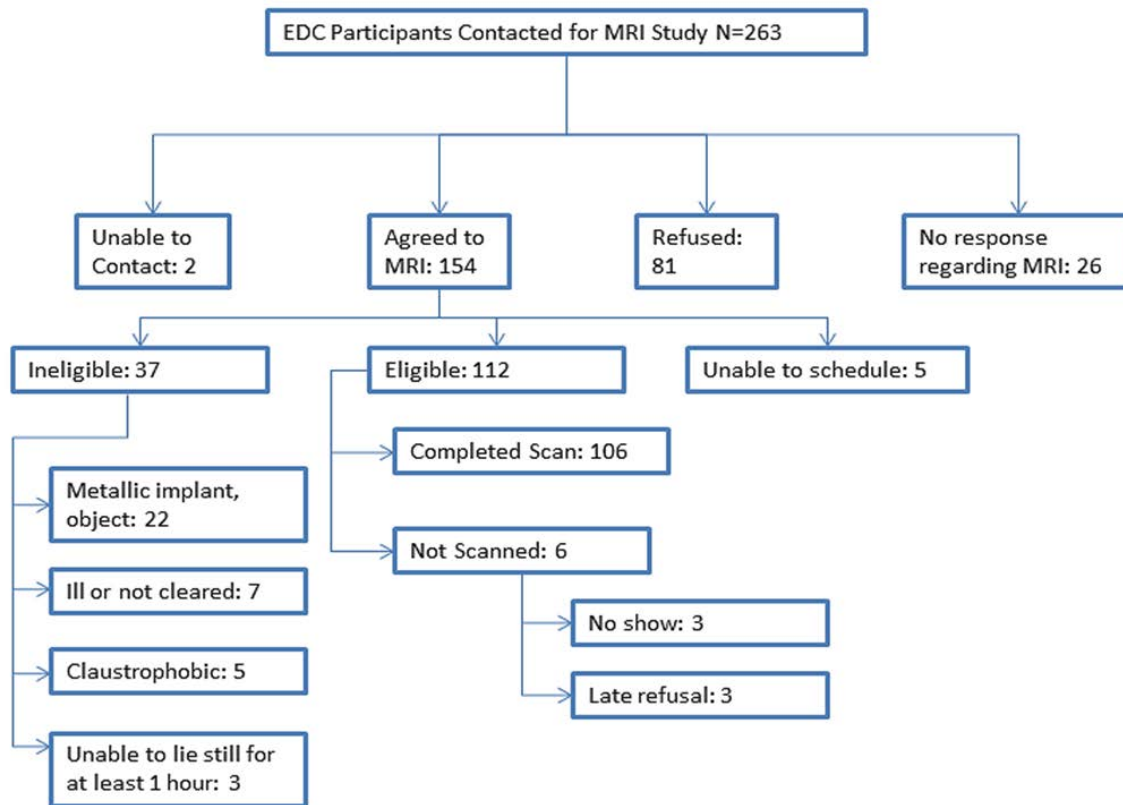 EDC Participants Contacted for MRI Study N=263
Unable to
Contact: 2
Agreed to
MRI: 154
Refused:
81
No response
regarding MRI: 26
Ineligible: 37
Eligible: 112
Unable to schedule: 5
Completed Scan: 106
Metallic implant,
object: 22
Not Scanned: 6
Ill or not cleared: 7
No show: 3
Claustrophobic: 5
Late refusal: 3
Unable to lie still for
at least 1 hour: 3